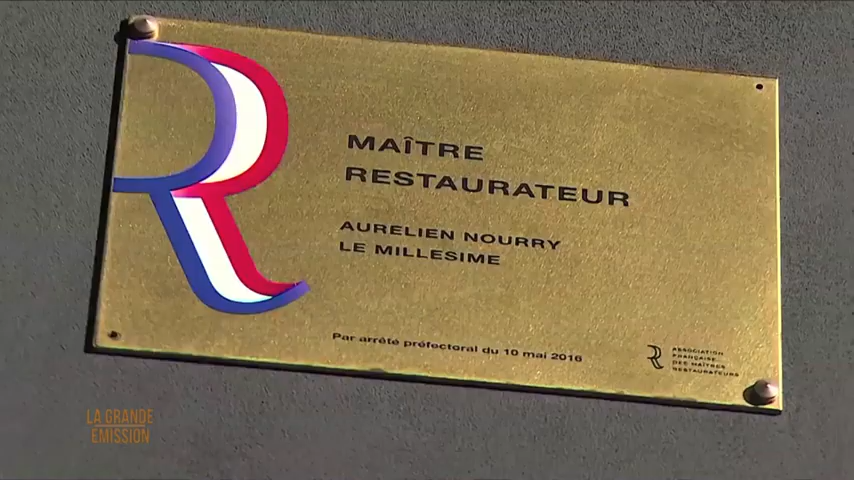 MAÎTRE
RESTAURATEUR
AURELIEN NOURRY
LE MILLESIME
Par arrêté préfectoral du 10 mai 2016
ASSOCIATION
FRANÇAISE
DES MAÎTRES
RESTAURATEURS
LA GRANDE
EMISSION